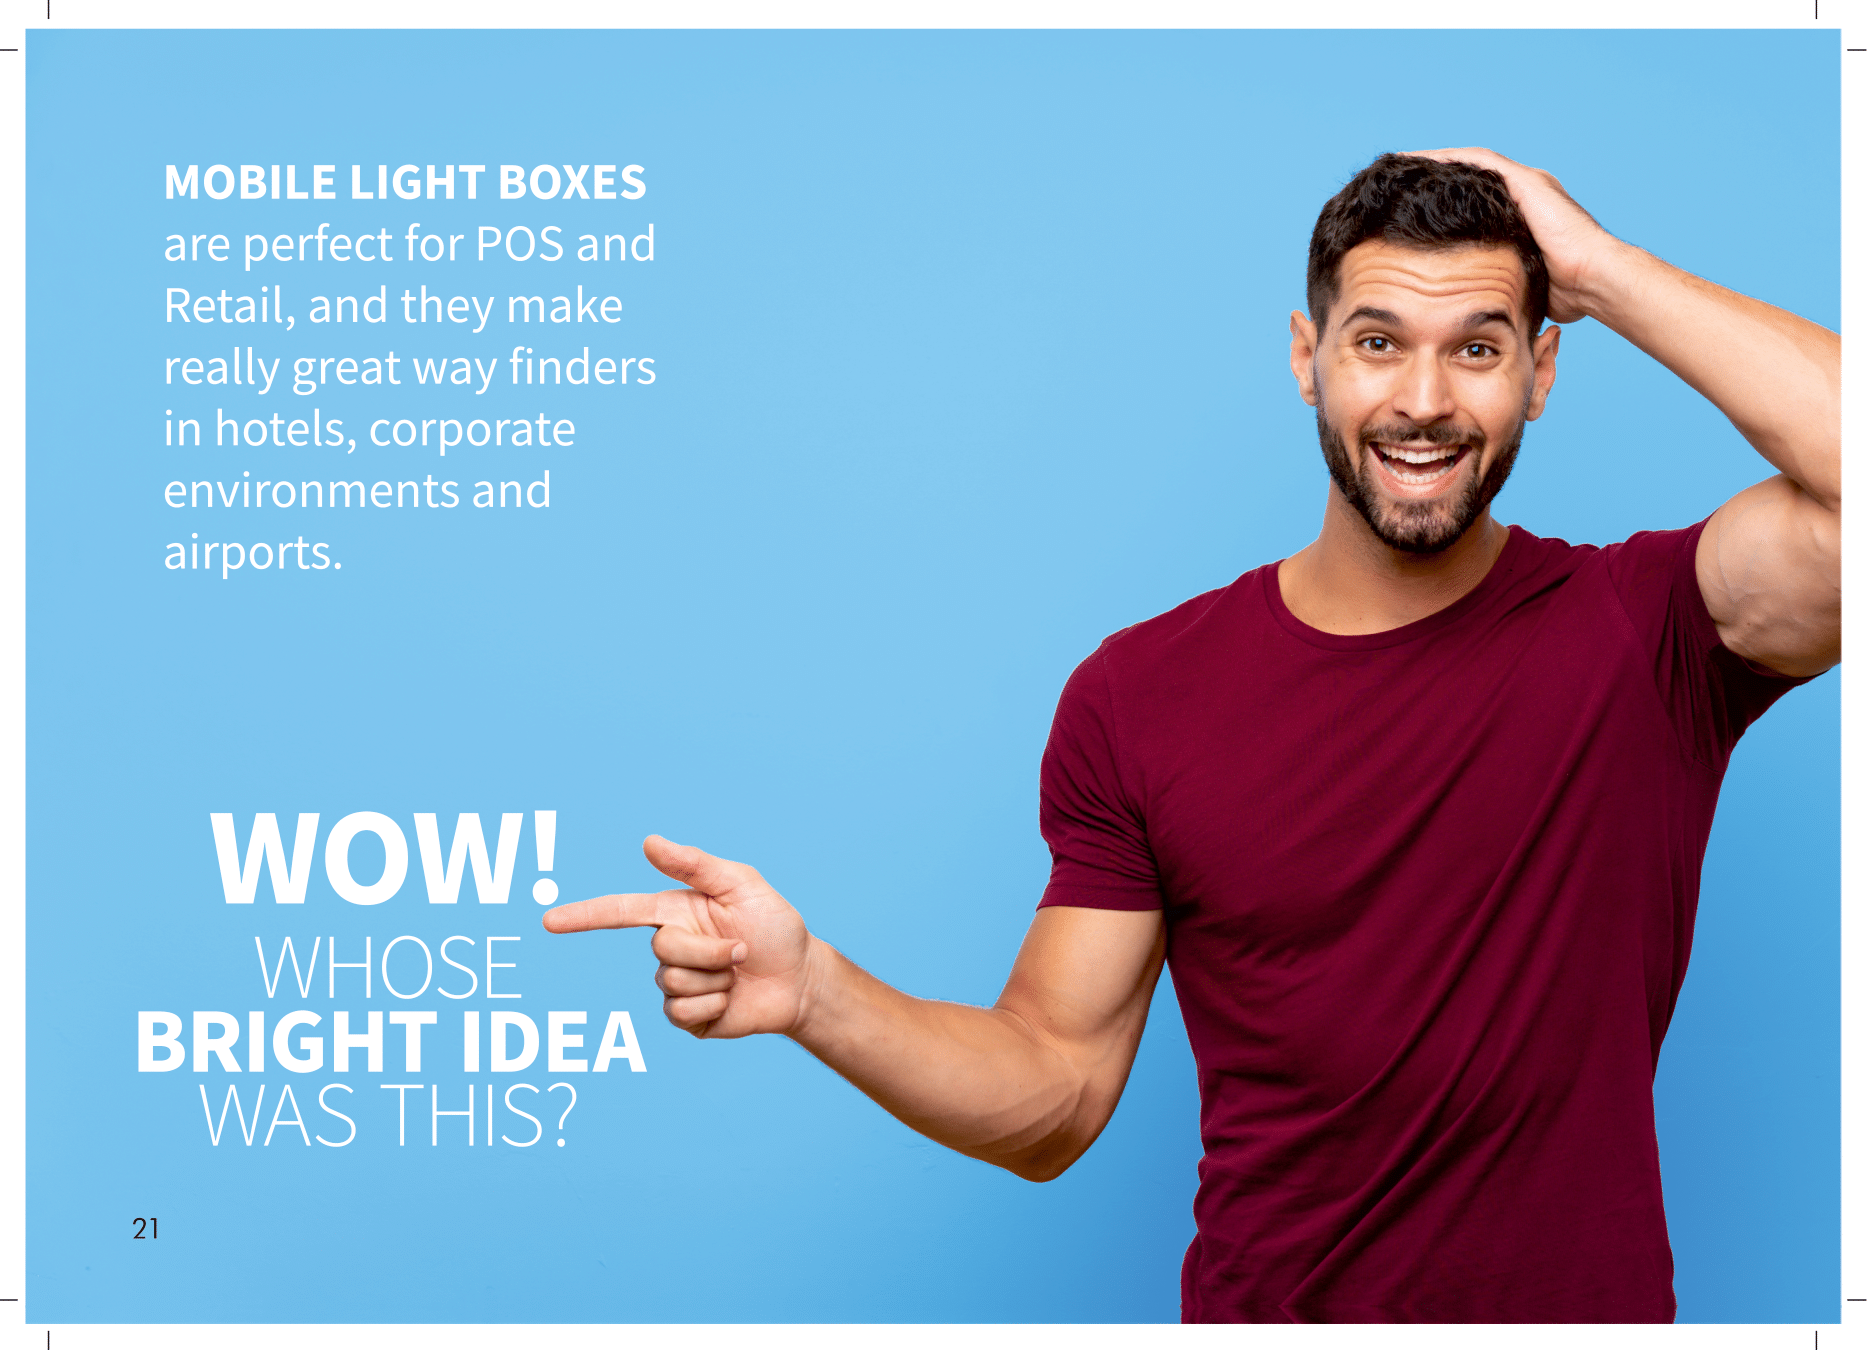 MOBILE LIGHT BOXES
are perfect for POS and
Retail, and they make
really great way finders
in hotels, corporate
environments and
airports.
WOW!
WHOSE
BRIGHT IDEA
WAS THIS?
21